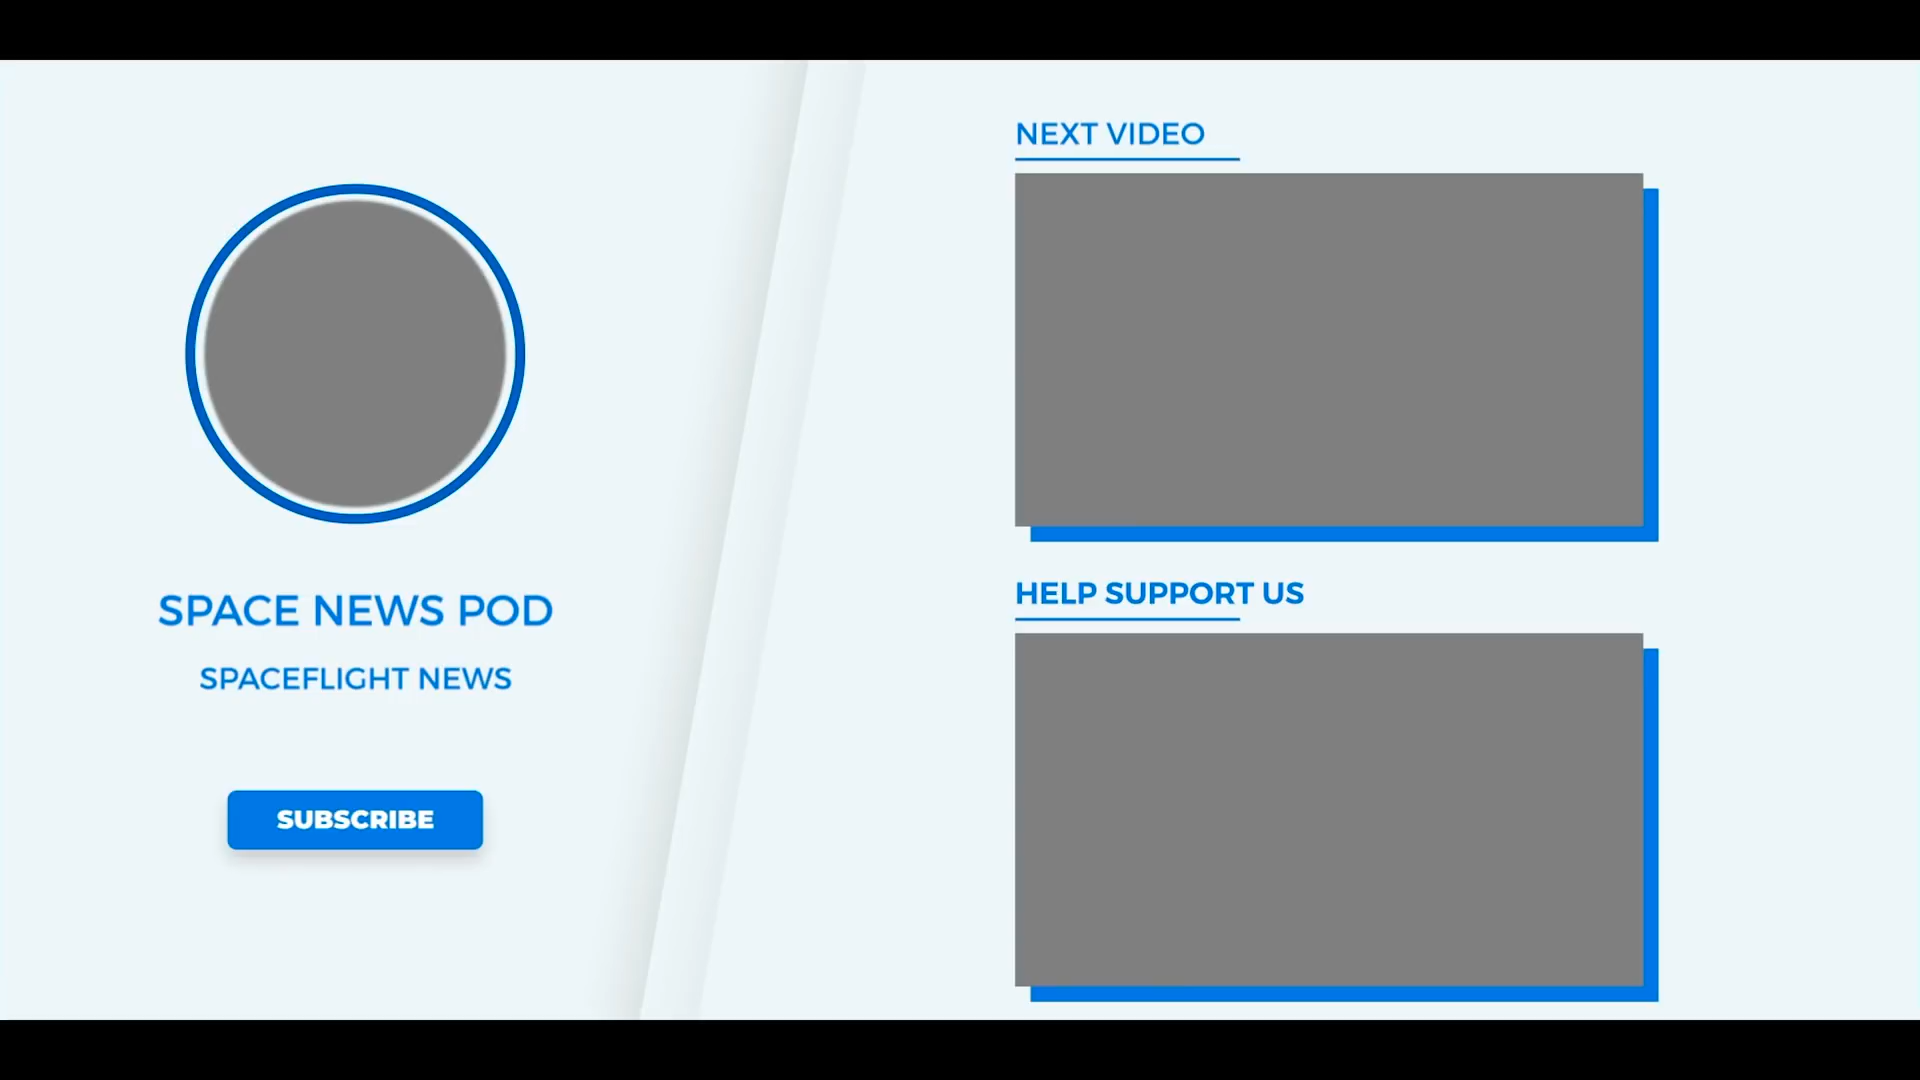 SPACE NEWS POD
SPACEFLIGHT NEWS
SUBSCRIBE
NEXT VIDEO
HELP SUPPORT US